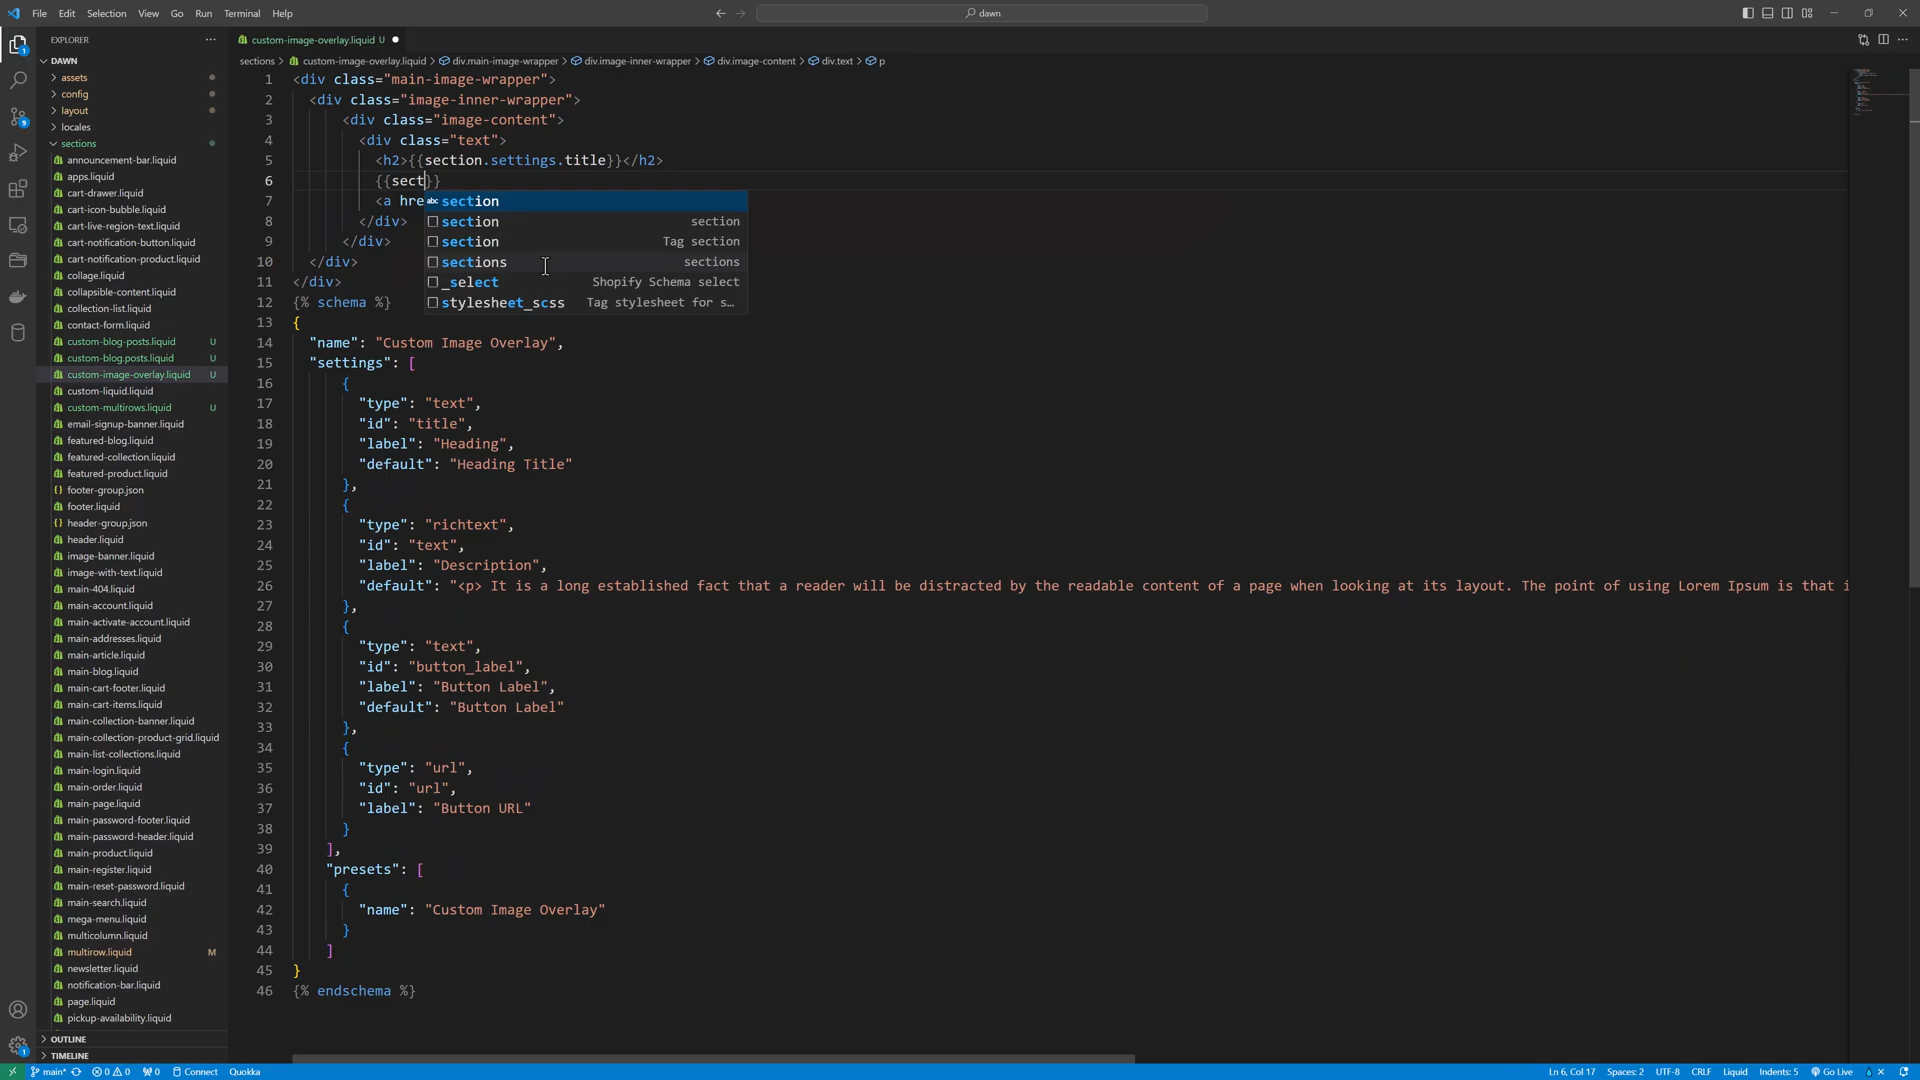 File Edit Selection View Go Run Terminal Help
dawn
EXPLORER
custom-image-overlay.liquid U
DAWN
assets
config
layout
locales
sections
announcement-bar.liquid
apps.liquid
cart-drawer.liquid
cart-icon-bubble.liquid
cart-live-region-text.liquid
cart-notification-button.liquid
cart-notification-product.liquid
collage.liquid
collapsible-content.liquid
collection-list.liquid
contact-form.liquid
custom-blog-posts.liquid U
custom-blog.posts.liquid U
custom-image-overlay.liquid U
custom-liquid.liquid
custom-multirows.liquid U
email-signup-banner.liquid
featured-blog.liquid
featured-collection.liquid
featured-product.liquid
footer-group.json
footer.liquid
header-group.json
header.liquid
image-banner.liquid
image-with-text.liquid
main-404.liquid
main-account.liquid
main-activate-account.liquid
main-addresses.liquid
main-article.liquid
main-blog.liquid
main-cart-footer.liquid
main-cart-items.liquid
main-collection-banner.liquid
main-collection-product-grid.liquid
main-list-collections.liquid
main-login.liquid
main-order.liquid
main-page.liquid
main-password-footer.liquid
main-password-header.liquid
main-product.liquid
main-register.liquid
main-reset-password.liquid
main-search.liquid
mega-menu.liquid
multicolumn.liquid
multirow.liquid M
newsletter.liquid
notification-bar.liquid
page.liquid
pickup-availability.liquid
OUTLINE
TIMELINE
sections > custom-image-overlay.liquid > div.main-image-wrapper > div.image-inner-wrapper > div.image-content > div.text > p
1 <div class="main-image-wrapper">
2 <div class="image-inner-wrapper">
3 <div class="image-content">
4 <div class="text">
5 <h2>{{section.settings.title}}</h2>
6 {{sect}}
7 <a hre
8 </div>
9 </div>
10 </div>
11 </div>
12 {% schema %}
13 {
14 "name": "Custom Image Overlay",
15 "settings": [
16 {
17 "type": "text",
18 "id": "title",
19 "label": "Heading",
20 "default": "Heading Title"
21 },
22 {
23 "type": "richtext",
24 "id": "text",
25 "label": "Description",
26 "default": "<p> It is a long established fact that a reader will be distracted by the readable content of a page when looking at its layout. The point of using Lorem Ipsum is that i
27 },
28 {
29 "type": "text",
30 "id": "button_label",
31 "label": "Button Label",
32 "default": "Button Label"
33 },
34 {
35 "type": "url",
36 "id": "url",
37 "label": "Button URL"
38 }
39 ],
40 "presets": [
41 {
42 "name": "Custom Image Overlay"
43 }
44 ]
45 }
46 {% endschema %}
abc section
section section
section Tag section
sections sections
_select Shopify Schema select
stylesheet_scss Tag stylesheet for s…
main* 0 0 0 Connect Quokka
Ln 6, Col 17 Spaces: 2 UTF-8 CRLF Liquid Indents: 5 Go Live